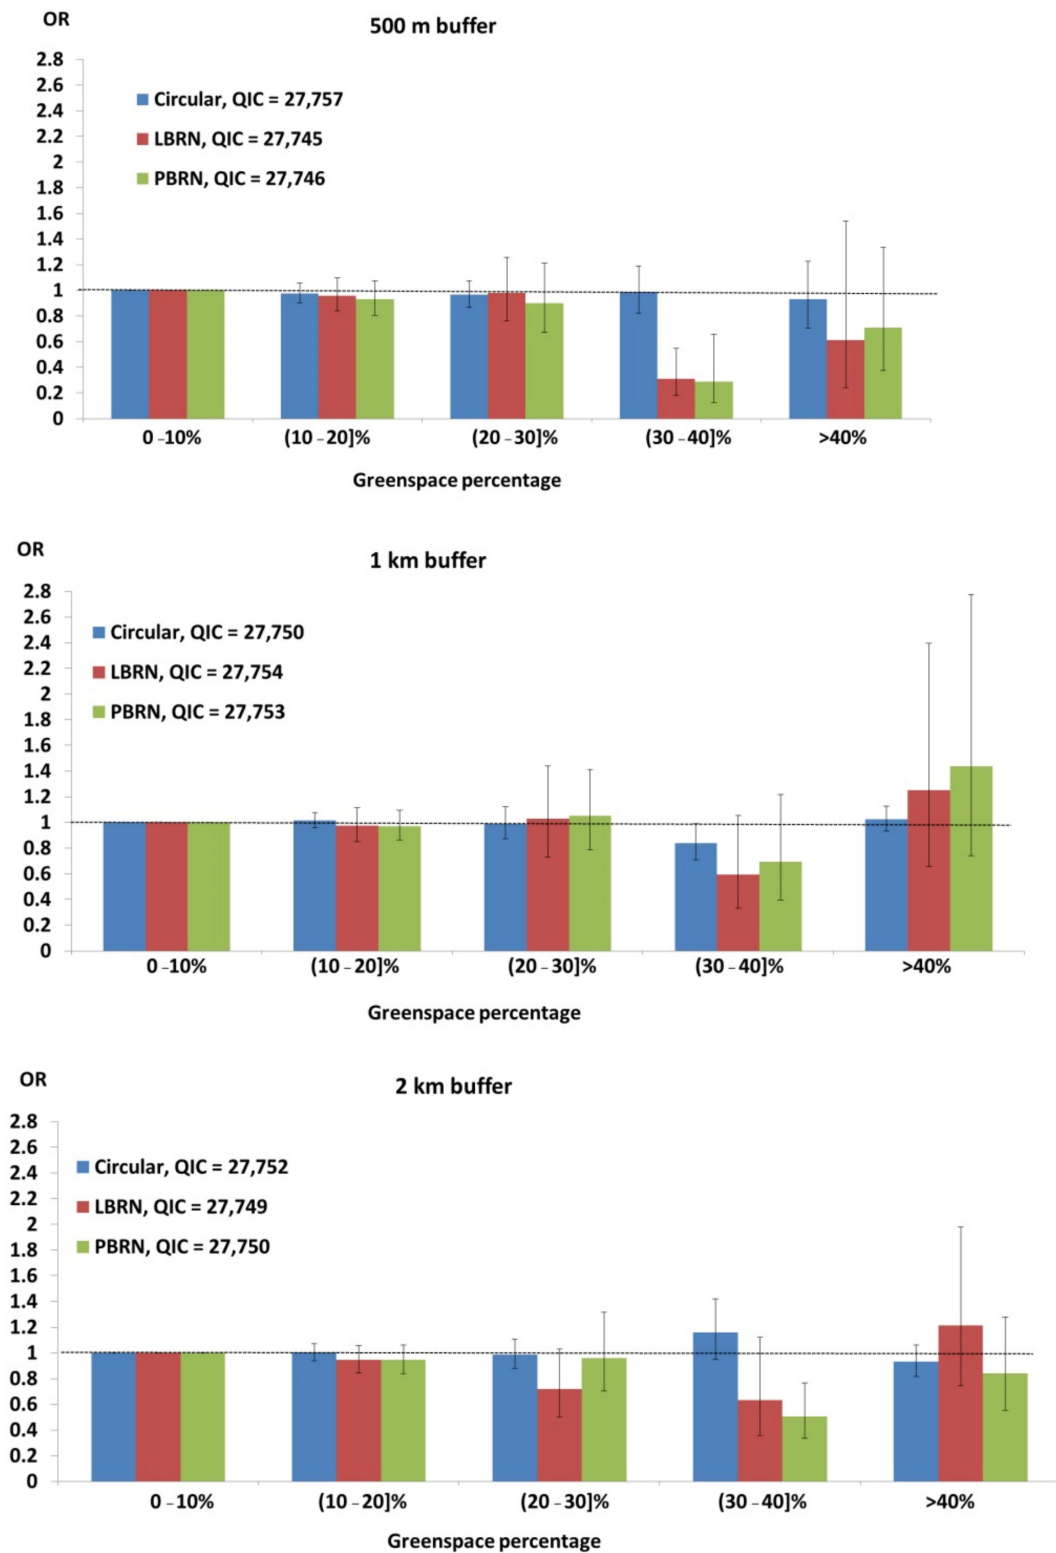 OR
500 m buffer
2.8
2.6
2.4
2.2
2
1.8
1.6
1.4
1.2
1
0.8
0.6
0.4
0.2
0
Circular, QIC = 27,757
LBRN, QIC = 27,745
PBRN, QIC = 27,746
0 –10% (10 – 20]% (20 – 30]% (30 – 40]% >40%
Greenspace percentage
OR
1 km buffer
2.8
2.6
2.4
2.2
2
1.8
1.6
1.4
1.2
1
0.8
0.6
0.4
0.2
0
Circular, QIC = 27,750
LBRN, QIC = 27,754
PBRN, QIC = 27,753
0 –10% (10 – 20]% (20 – 30]% (30 – 40]% >40%
Greenspace percentage
OR
2 km buffer
2.8
2.6
2.4
2.2
2
1.8
1.6
1.4
1.2
1
0.8
0.6
0.4
0.2
0
Circular, QIC = 27,752
LBRN, QIC = 27,749
PBRN, QIC = 27,750
0 –10% (10 – 20]% (20 – 30]% (30 – 40]% >40%
Greenspace percentage